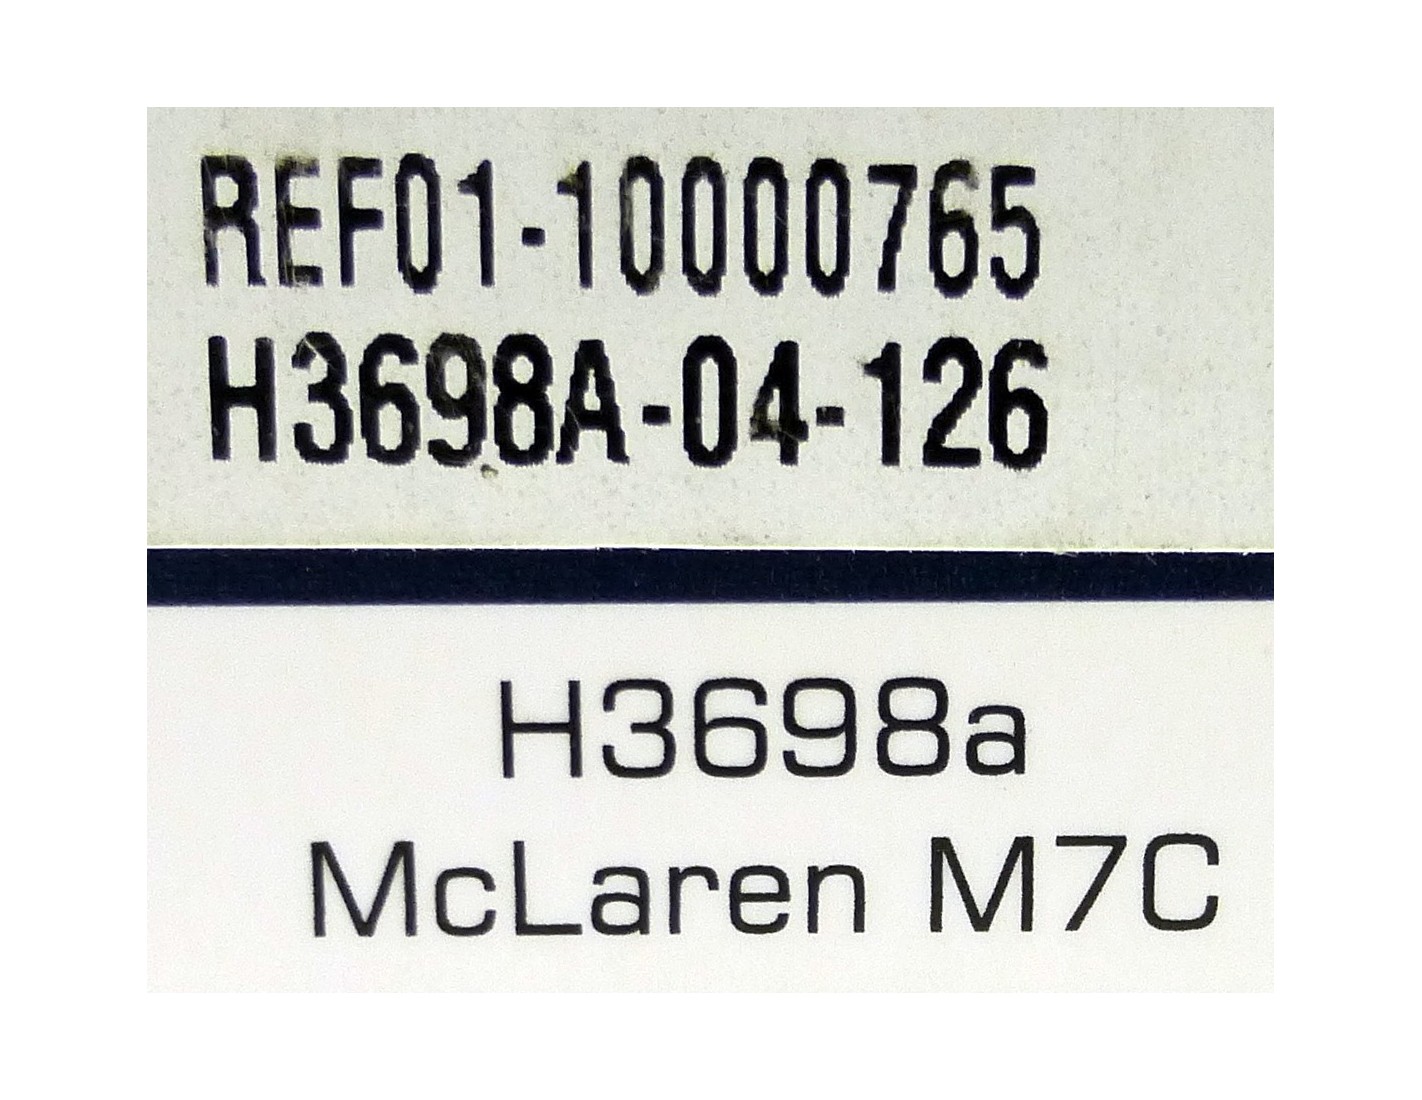 REF01-10000765
H3698A-04-126
H3698a
McLaren M7C